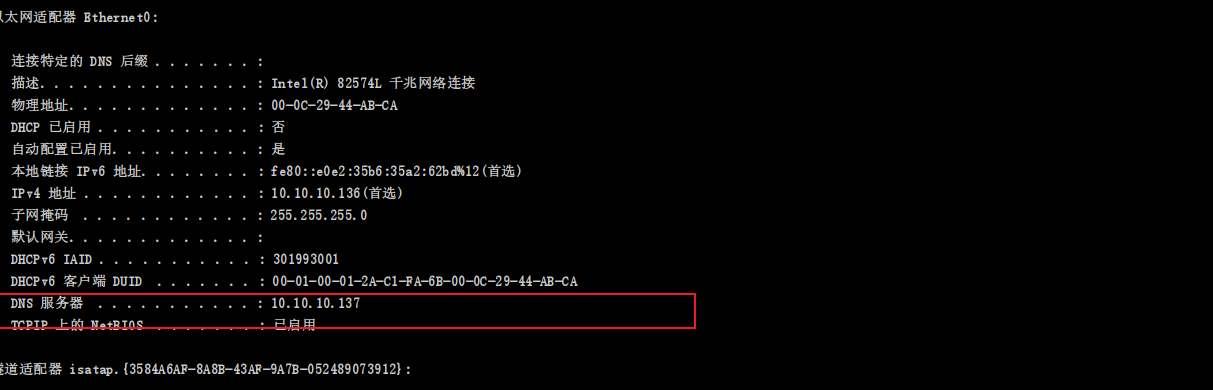 以太网适配器 Ethernet0:
连接特定的 DNS 后缀 . . . . . . . :
描述. . . . . . . . . . . . . . . : Intel(R) 82574L 千兆网络连接
物理地址. . . . . . . . . . . . . : 00-0C-29-44-AB-CA
DHCP 已启用 . . . . . . . . . . . : 否
自动配置已启用. . . . . . . . . . : 是
本地链接 IPv6 地址. . . . . . . . : fe80::e0e2:35b6:35a2:62bd%12(首选)
IPv4 地址 . . . . . . . . . . . . : 10.10.10.136(首选)
子网掩码  . . . . . . . . . . . . : 255.255.255.0
默认网关. . . . . . . . . . . . . :
DHCPv6 IAID . . . . . . . . . . . : 301993001
DHCPv6 客户端 DUID  . . . . . . . : 00-01-00-01-2A-C1-FA-6B-00-0C-29-44-AB-CA
DNS 服务器  . . . . . . . . . . . : 10.10.10.137
TCPIP 上的 NetBIOS  . . . . . . . : 已启用
隧道适配器 isatap.{3584A6AF-8A8B-43AF-9A7B-052489073912}: